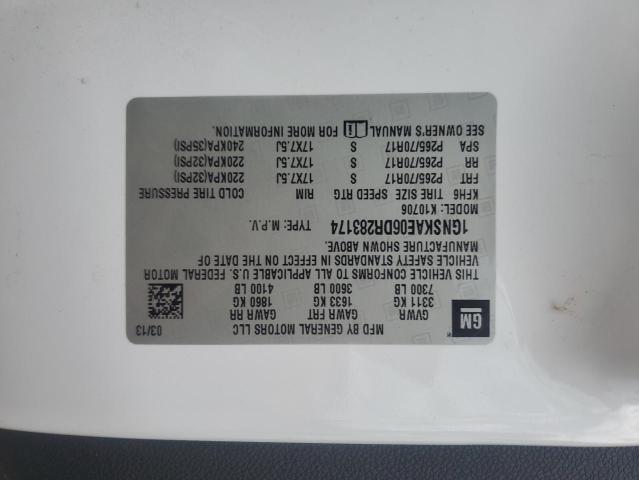 GM
MFD BY GENERAL MOTORS LLC
03/13
GVWR GAWR FRT GAWR RR
3311 KG 1633 KG 1860 KG
7300 LB 3600 LB 4100 LB
THIS VEHICLE CONFORMS TO ALL APPLICABLE U.S. FEDERAL MOTOR
VEHICLE SAFETY STANDARDS IN EFFECT ON THE DATE OF
MANUFACTURE SHOWN ABOVE.
1GNSKAE06DR283174 TYPE: M.P.V.
MODEL: K10706
KFH6 TIRE SIZE SPEED RTG RIM COLD TIRE PRESSURE
FRT P265/70R17 S 17X7.5J 220KPA(32PSI)
RR P265/70R17 S 17X7.5J 220KPA(32PSI)
SPA P265/70R17 S 17X7.5J 240KPA(35PSI)
SEE OWNER'S MANUAL FOR MORE INFORMATION.